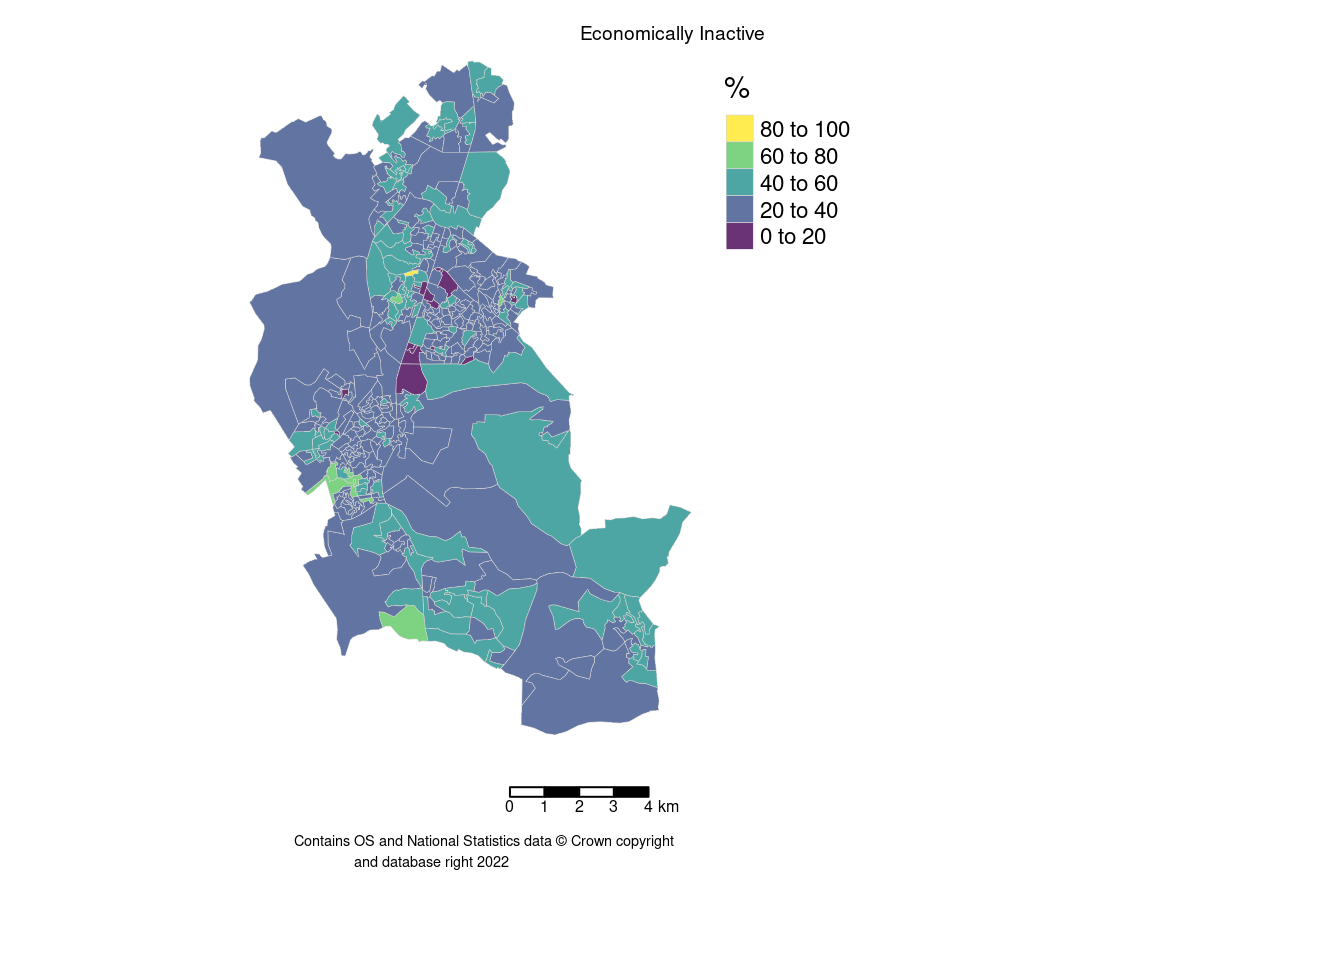 Economically Inactive
%
80 to 100
60 to 80
40 to 60
20 to 40
0 to 20
0 1 2 3 4 km
Contains OS and National Statistics data © Crown copyright
and database right 2022